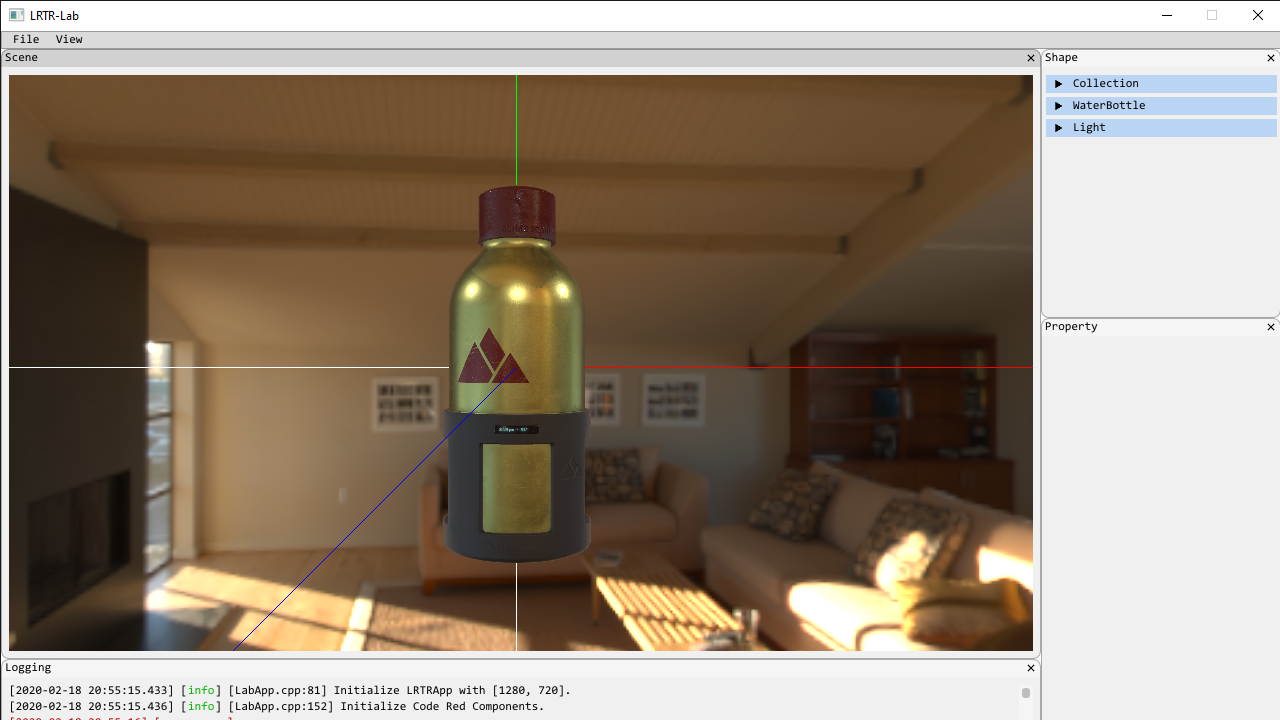 LRTR-Lab
File View
Scene
Shape
Collection
WaterBottle
Light
Property
Logging
[2020-02-18 20:55:15.433] [info] [LabApp.cpp:81] Initialize LRTRApp with [1280, 720].
[2020-02-18 20:55:15.436] [info] [LabApp.cpp:152] Initialize Code Red Components.